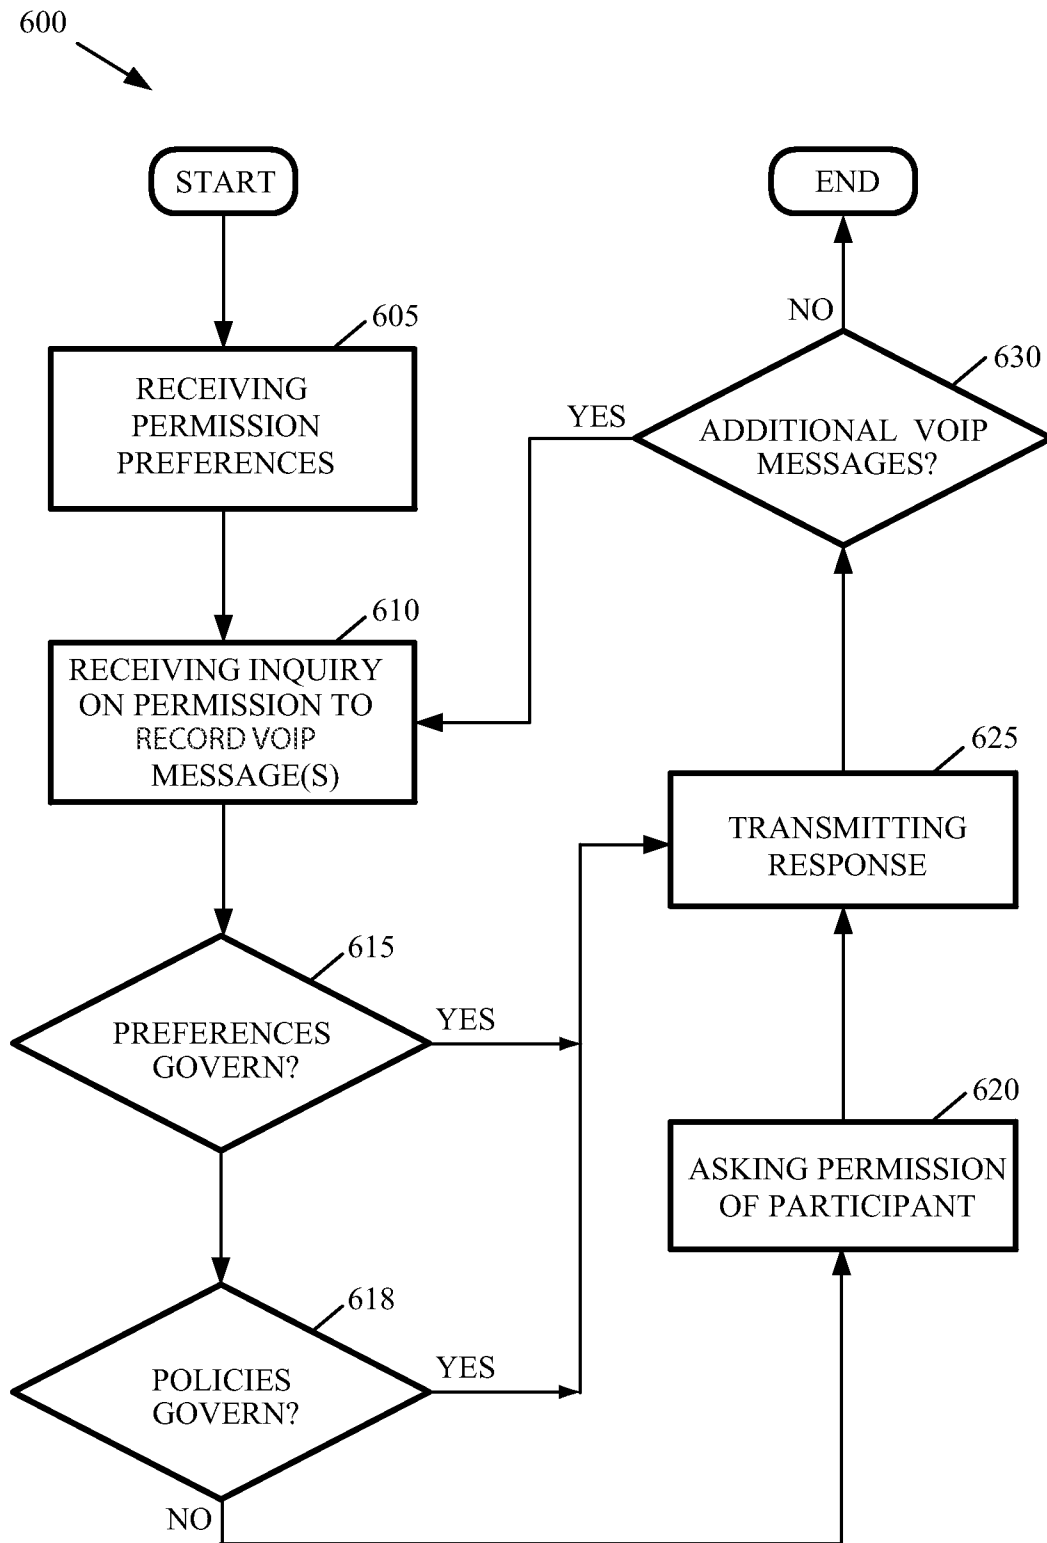 600
START
605
RECEIVING
PERMISSION
PREFERENCES
610
RECEIVING INQUIRY
ON PERMISSION TO
RECORD VOIP
MESSAGE(S)
615
PREFERENCES
GOVERN?
YES
618
POLICIES
GOVERN?
YES
NO
620
ASKING PERMISSION
OF PARTICIPANT
625
TRANSMITTING
RESPONSE
630
ADDITIONAL VOIP
MESSAGES?
YES
NO
END